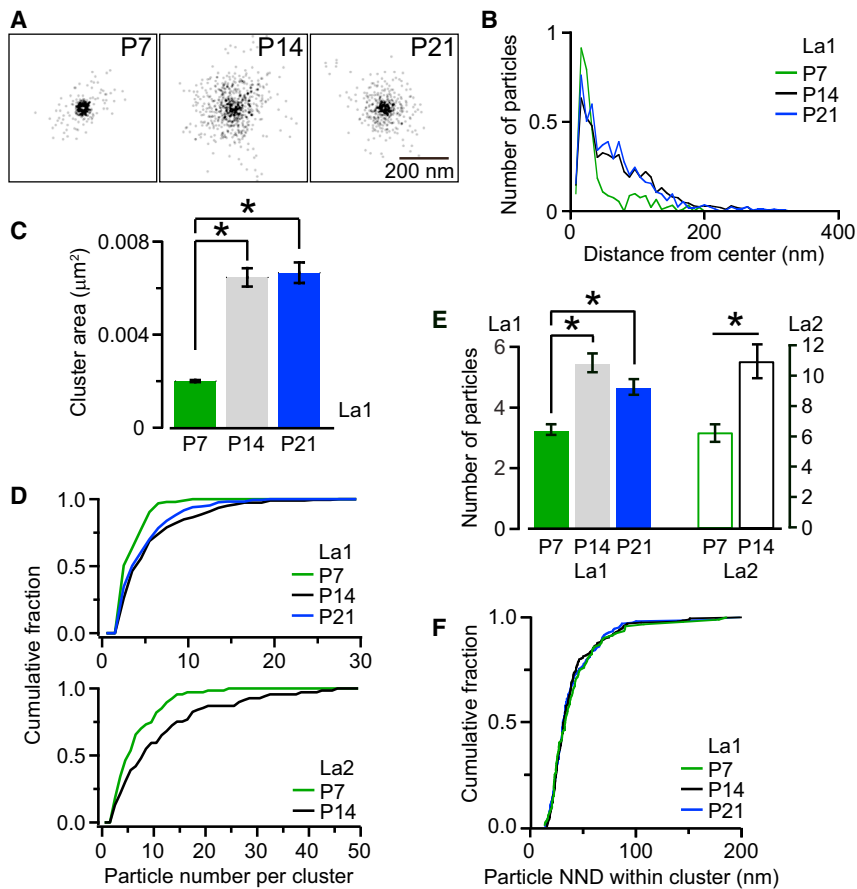 A
P7
P14
P21
200 nm
B
Number of particles
1
0.5
0
0
200
400
Distance from center (nm)
La1
P7
P14
P21
C
Cluster area (μm²)
0.008
0.004
0
*
*
P7
P14
P21
La1
D
Cumulative fraction
1.0
0.5
0.0
0
10
20
30
La1
P7
P14
P21
1.0
0.5
0.0
0
10
20
30
40
50
La2
P7
P14
Particle number per cluster
E
La1
La2
Number of particles
6
4
2
0
*
*
*
12
10
8
6
4
2
0
P7
P14
P21
P7
P14
La1
La2
F
Cumulative fraction
1.0
0.5
0.0
0
100
200
La1
P7
P14
P21
Particle NND within cluster (nm)